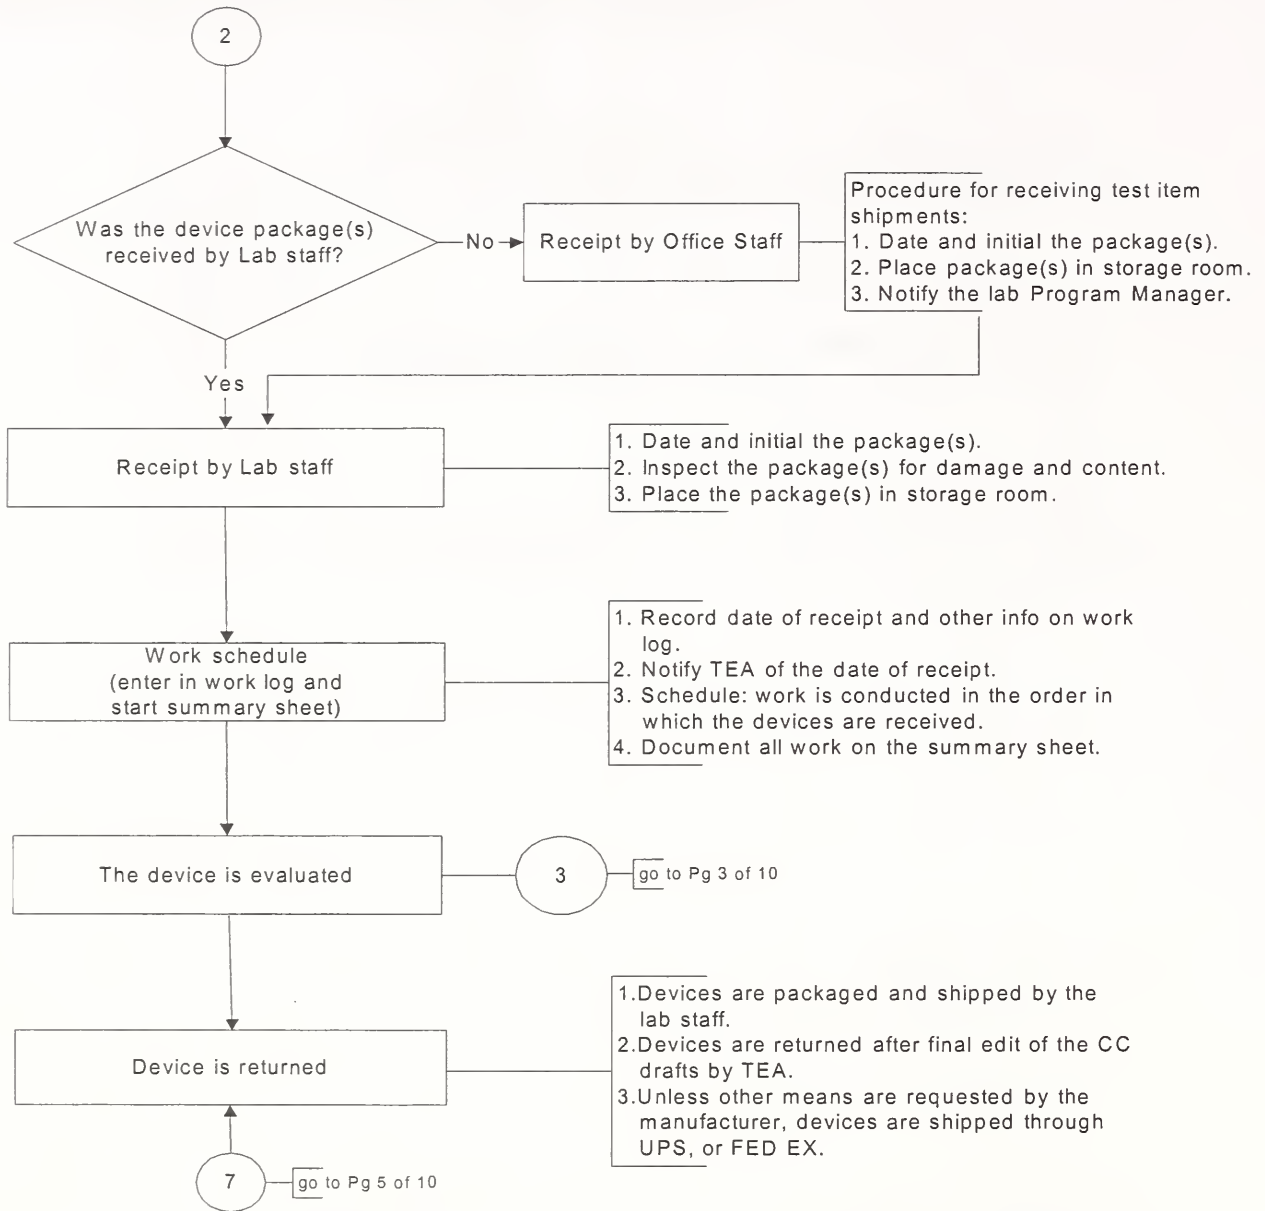 2
Was the device package(s)
received by Lab staff?
No
Receipt by Office Staff
Procedure for receiving test item
shipments:
1. Date and initial the package(s).
2. Place package(s) in storage room.
3. Notify the lab Program Manager.
Yes
Receipt by Lab staff
1. Date and initial the package(s).
2. Inspect the package(s) for damage and content.
3. Place the package(s) in storage room.
Work schedule
(enter in work log and
start summary sheet)
1. Record date of receipt and other info on work
log.
2. Notify TEA of the date of receipt.
3. Schedule: work is conducted in the order in
which the devices are received.
4. Document all work on the summary sheet.
The device is evaluated
3
go to Pg 3 of 10
Device is returned
1.Devices are packaged and shipped by the
lab staff.
2.Devices are returned after final edit of the CC
drafts by TEA.
3.Unless other means are requested by the
manufacturer, devices are shipped through
UPS, or FED EX.
7
go to Pg 5 of 10